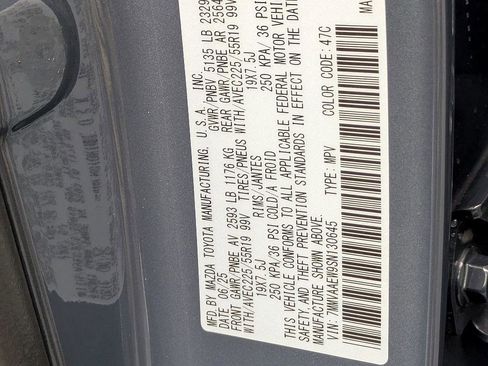 MFD BY MAZDA TOYOTA MANUFACTURING, U.S.A., INC.
DATE 06/25 GVWR/PNBV 5135 LB 2329
FRONT GAWR/PNBE AV 2593 LB 1176 KG REAR GAWR/PNBE AR 2564
WITH/AVEC225/55R19 99V TIRES/PNEUS WITH/AVEC225/55R19 99V
19X7.5J RIMS/JANTES 19X7.5J
250 KPA/36 PSI COLD/A FROID 250 KPA/ 36 PSI
THIS VEHICLE CONFORMS TO ALL APPLICABLE FEDERAL MOTOR VEHI
SAFETY, AND THEFT PREVENTION STANDARDS IN EFFECT ON THE DAT
MANUFACTURE SHOWN ABOVE.
VIN: 7MMVAAEW9SN130645 TYPE: MPV COLOR CODE: 47C
MA